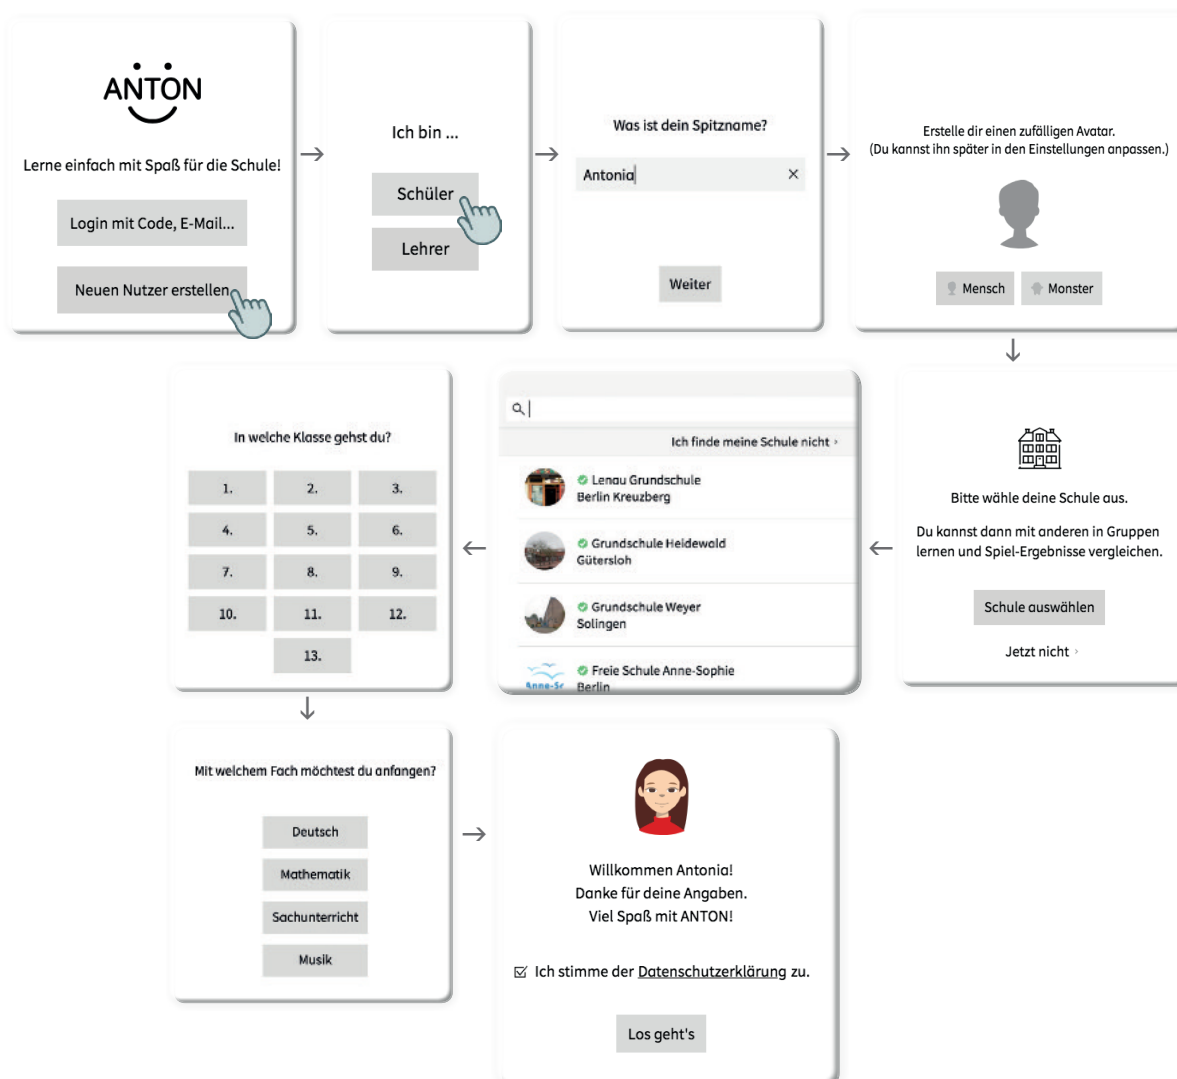 ANTON
Lerne einfach mit Spaß für die Schule!
Login mit Code, E-Mail...
Neuen Nutzer erstellen
Ich bin ...
Schüler
Lehrer
Was ist dein Spitzname?
Antonia
Weiter
Erstelle dir einen zufälligen Avatar.
(Du kannst ihn später in den Einstellungen anpassen.)
Mensch
Monster
Bitte wähle deine Schule aus.
Du kannst dann mit anderen in Gruppen
lernen und Spiel-Ergebnisse vergleichen.
Schule auswählen
Jetzt nicht ›
Ich finde meine Schule nicht ›
Lenau Grundschule
Berlin Kreuzberg
Grundschule Heidewald
Gütersloh
Grundschule Weyer
Solingen
Anne-Sc
Freie Schule Anne-Sophie
Berlin
In welche Klasse gehst du?
1. 2. 3.
4. 5. 6.
7. 8. 9.
10. 11. 12.
13.
Mit welchem Fach möchtest du anfangen?
Deutsch
Mathematik
Sachunterricht
Musik
Willkommen Antonia!
Danke für deine Angaben.
Viel Spaß mit ANTON!
Ich stimme der Datenschutzerklärung zu.
Los geht's